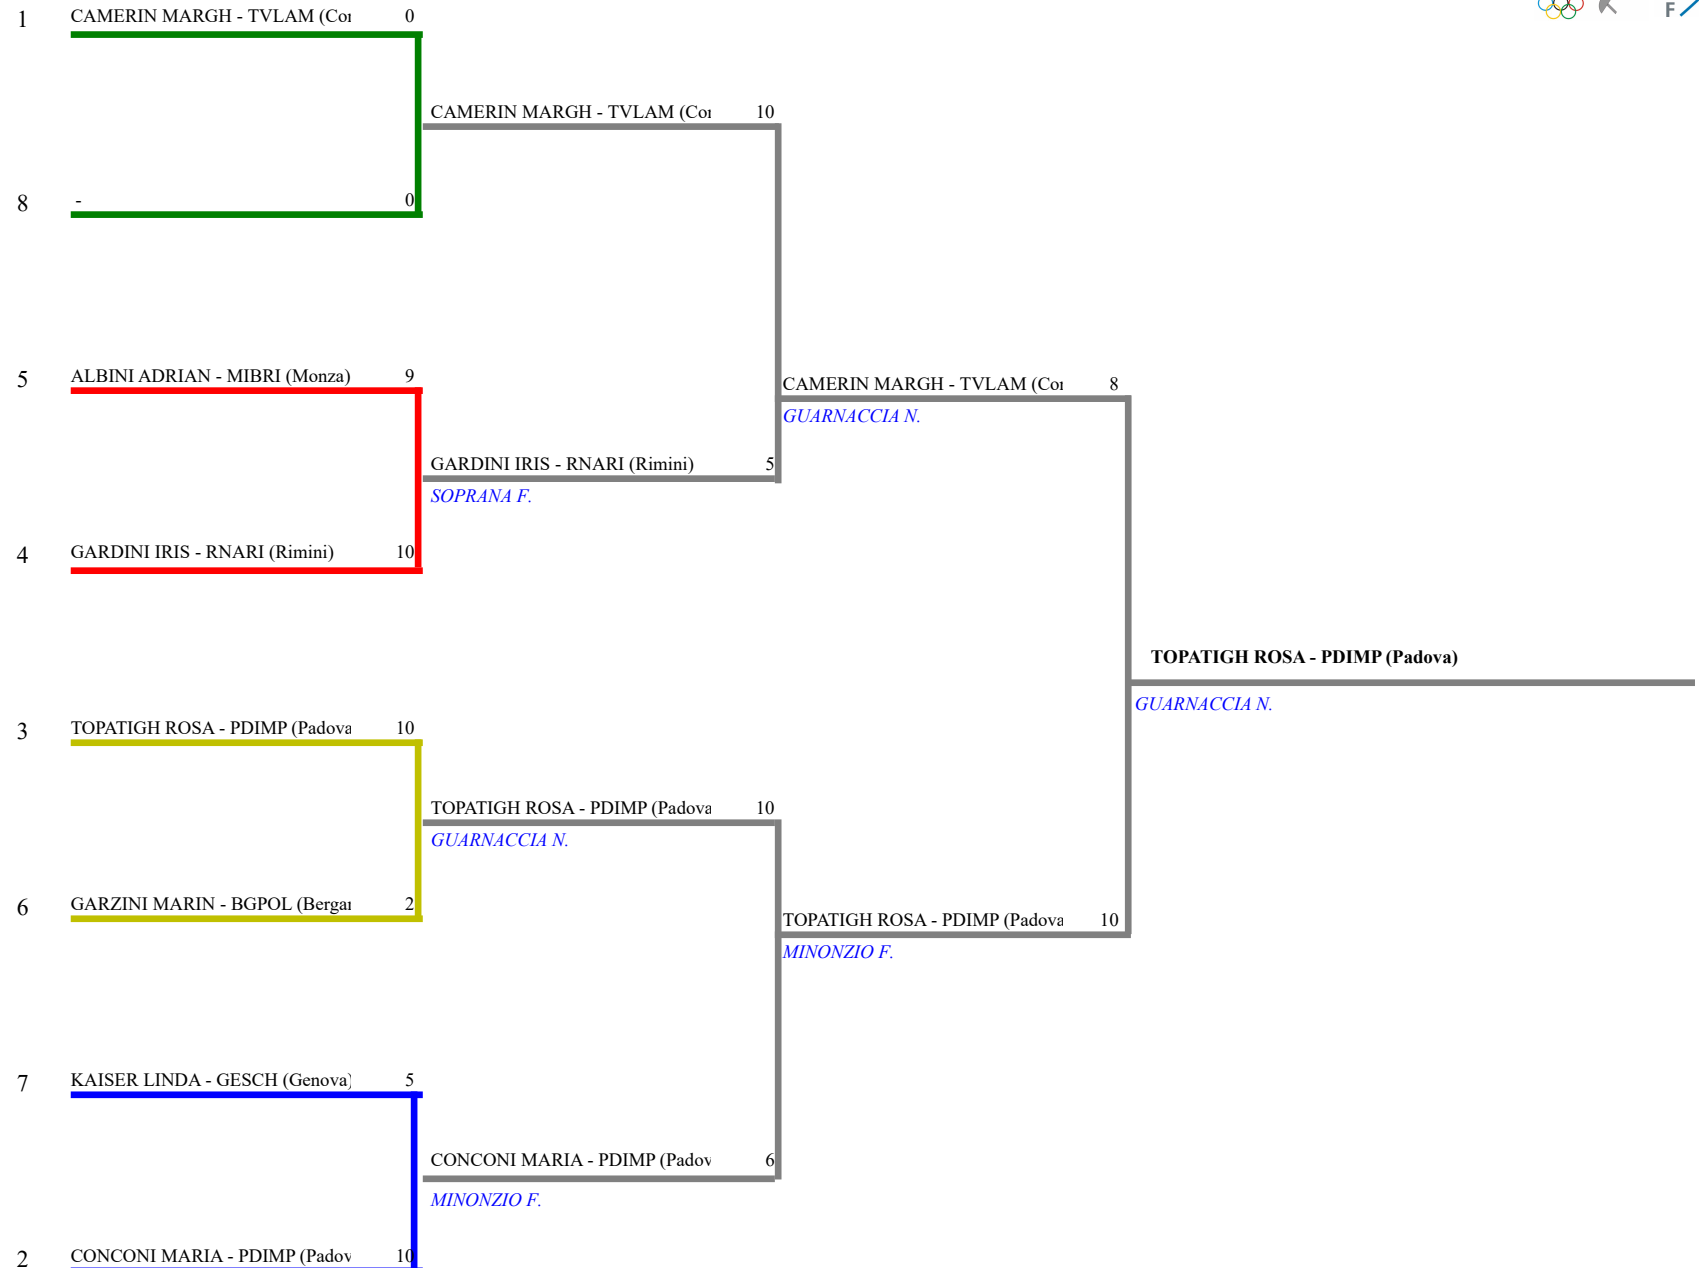 1 CAMERIN MARGH - TVLAM (Cor 0
F
CAMERIN MARGH - TVLAM (Cor 10
8 - 0
5 ALBINI ADRIAN - MIBRI (Monza) 9
CAMERIN MARGH - TVLAM (Cor 8
GUARNACCIA N.
GARDINI IRIS - RNARI (Rimini) 5
SOPRANA F.
4 GARDINI IRIS - RNARI (Rimini) 10
TOPATIGH ROSA - PDIMP (Padova)
GUARNACCIA N.
3 TOPATIGH ROSA - PDIMP (Padova 10
TOPATIGH ROSA - PDIMP (Padova 10
GUARNACCIA N.
6 GARZINI MARIN - BGPOL (Bergar 2
TOPATIGH ROSA - PDIMP (Padova 10
MINONZIO F.
7 KAISER LINDA - GESCH (Genova) 5
CONCONI MARIA - PDIMP (Padov 6
MINONZIO F.
2 CONCONI MARIA - PDIMP (Padov 10